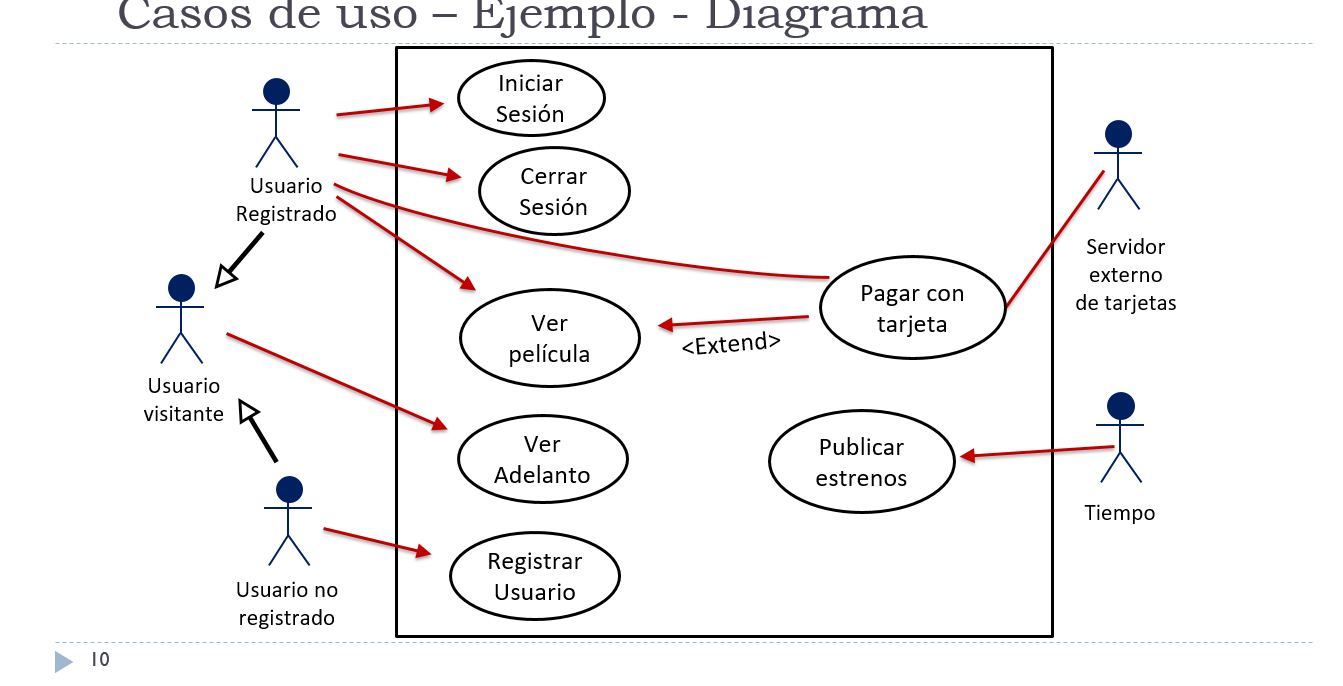 Casos de uso – Ejemplo - Diagrama
Iniciar
Sesión
Cerrar
Sesión
Usuario
Registrado
Servidor
externo
de tarjetas
Pagar con
tarjeta
Ver
película
<Extend>
Usuario
visitante
Ver
Adelanto
Publicar
estrenos
Tiempo
Registrar
Usuario
Usuario no
registrado
10